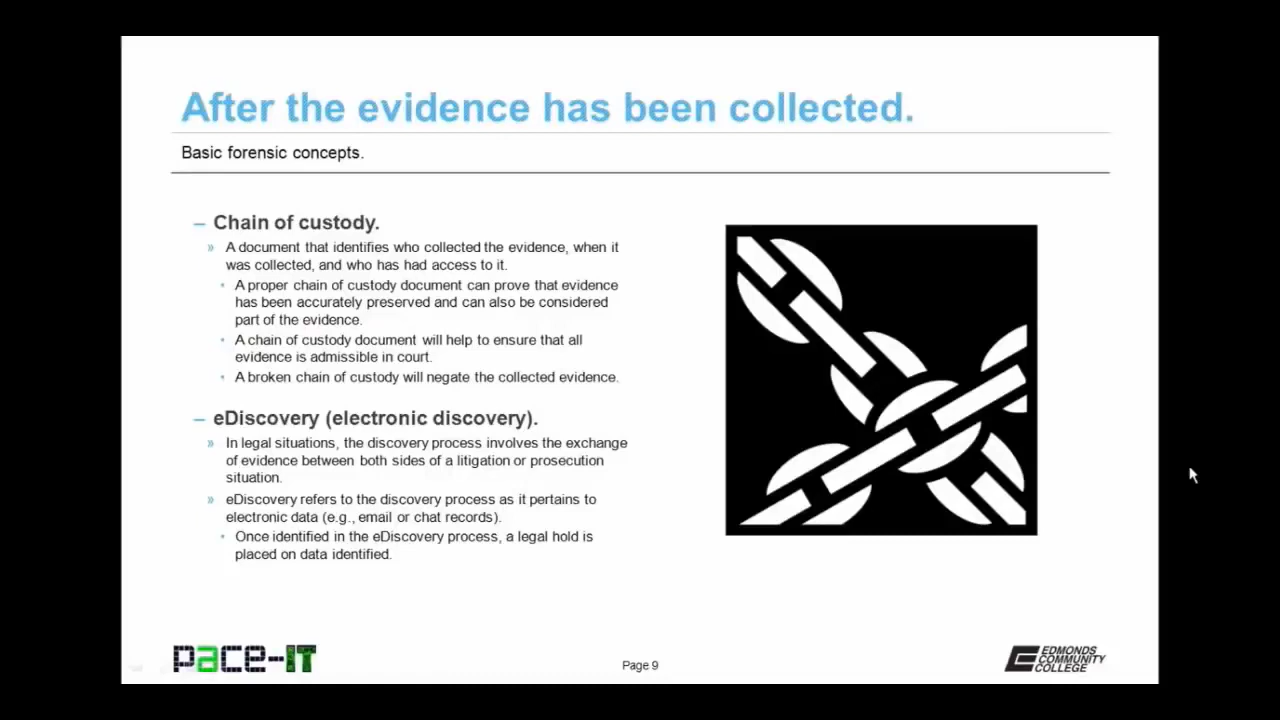 After the evidence has been collected.
Basic forensic concepts.
– Chain of custody.
» A document that identifies who collected the evidence, when it
was collected, and who has had access to it.
• A proper chain of custody document can prove that evidence
has been accurately preserved and can also be considered
part of the evidence.
• A chain of custody document will help to ensure that all
evidence is admissible in court.
• A broken chain of custody will negate the collected evidence.
– eDiscovery (electronic discovery).
» In legal situations, the discovery process involves the exchange
of evidence between both sides of a litigation or prosecution
situation.
» eDiscovery refers to the discovery process as it pertains to
electronic data (e.g., email or chat records).
• Once identified in the eDiscovery process, a legal hold is
placed on data identified.
pace-IT
Page 9
EDMONDS
COMMUNITY
COLLEGE